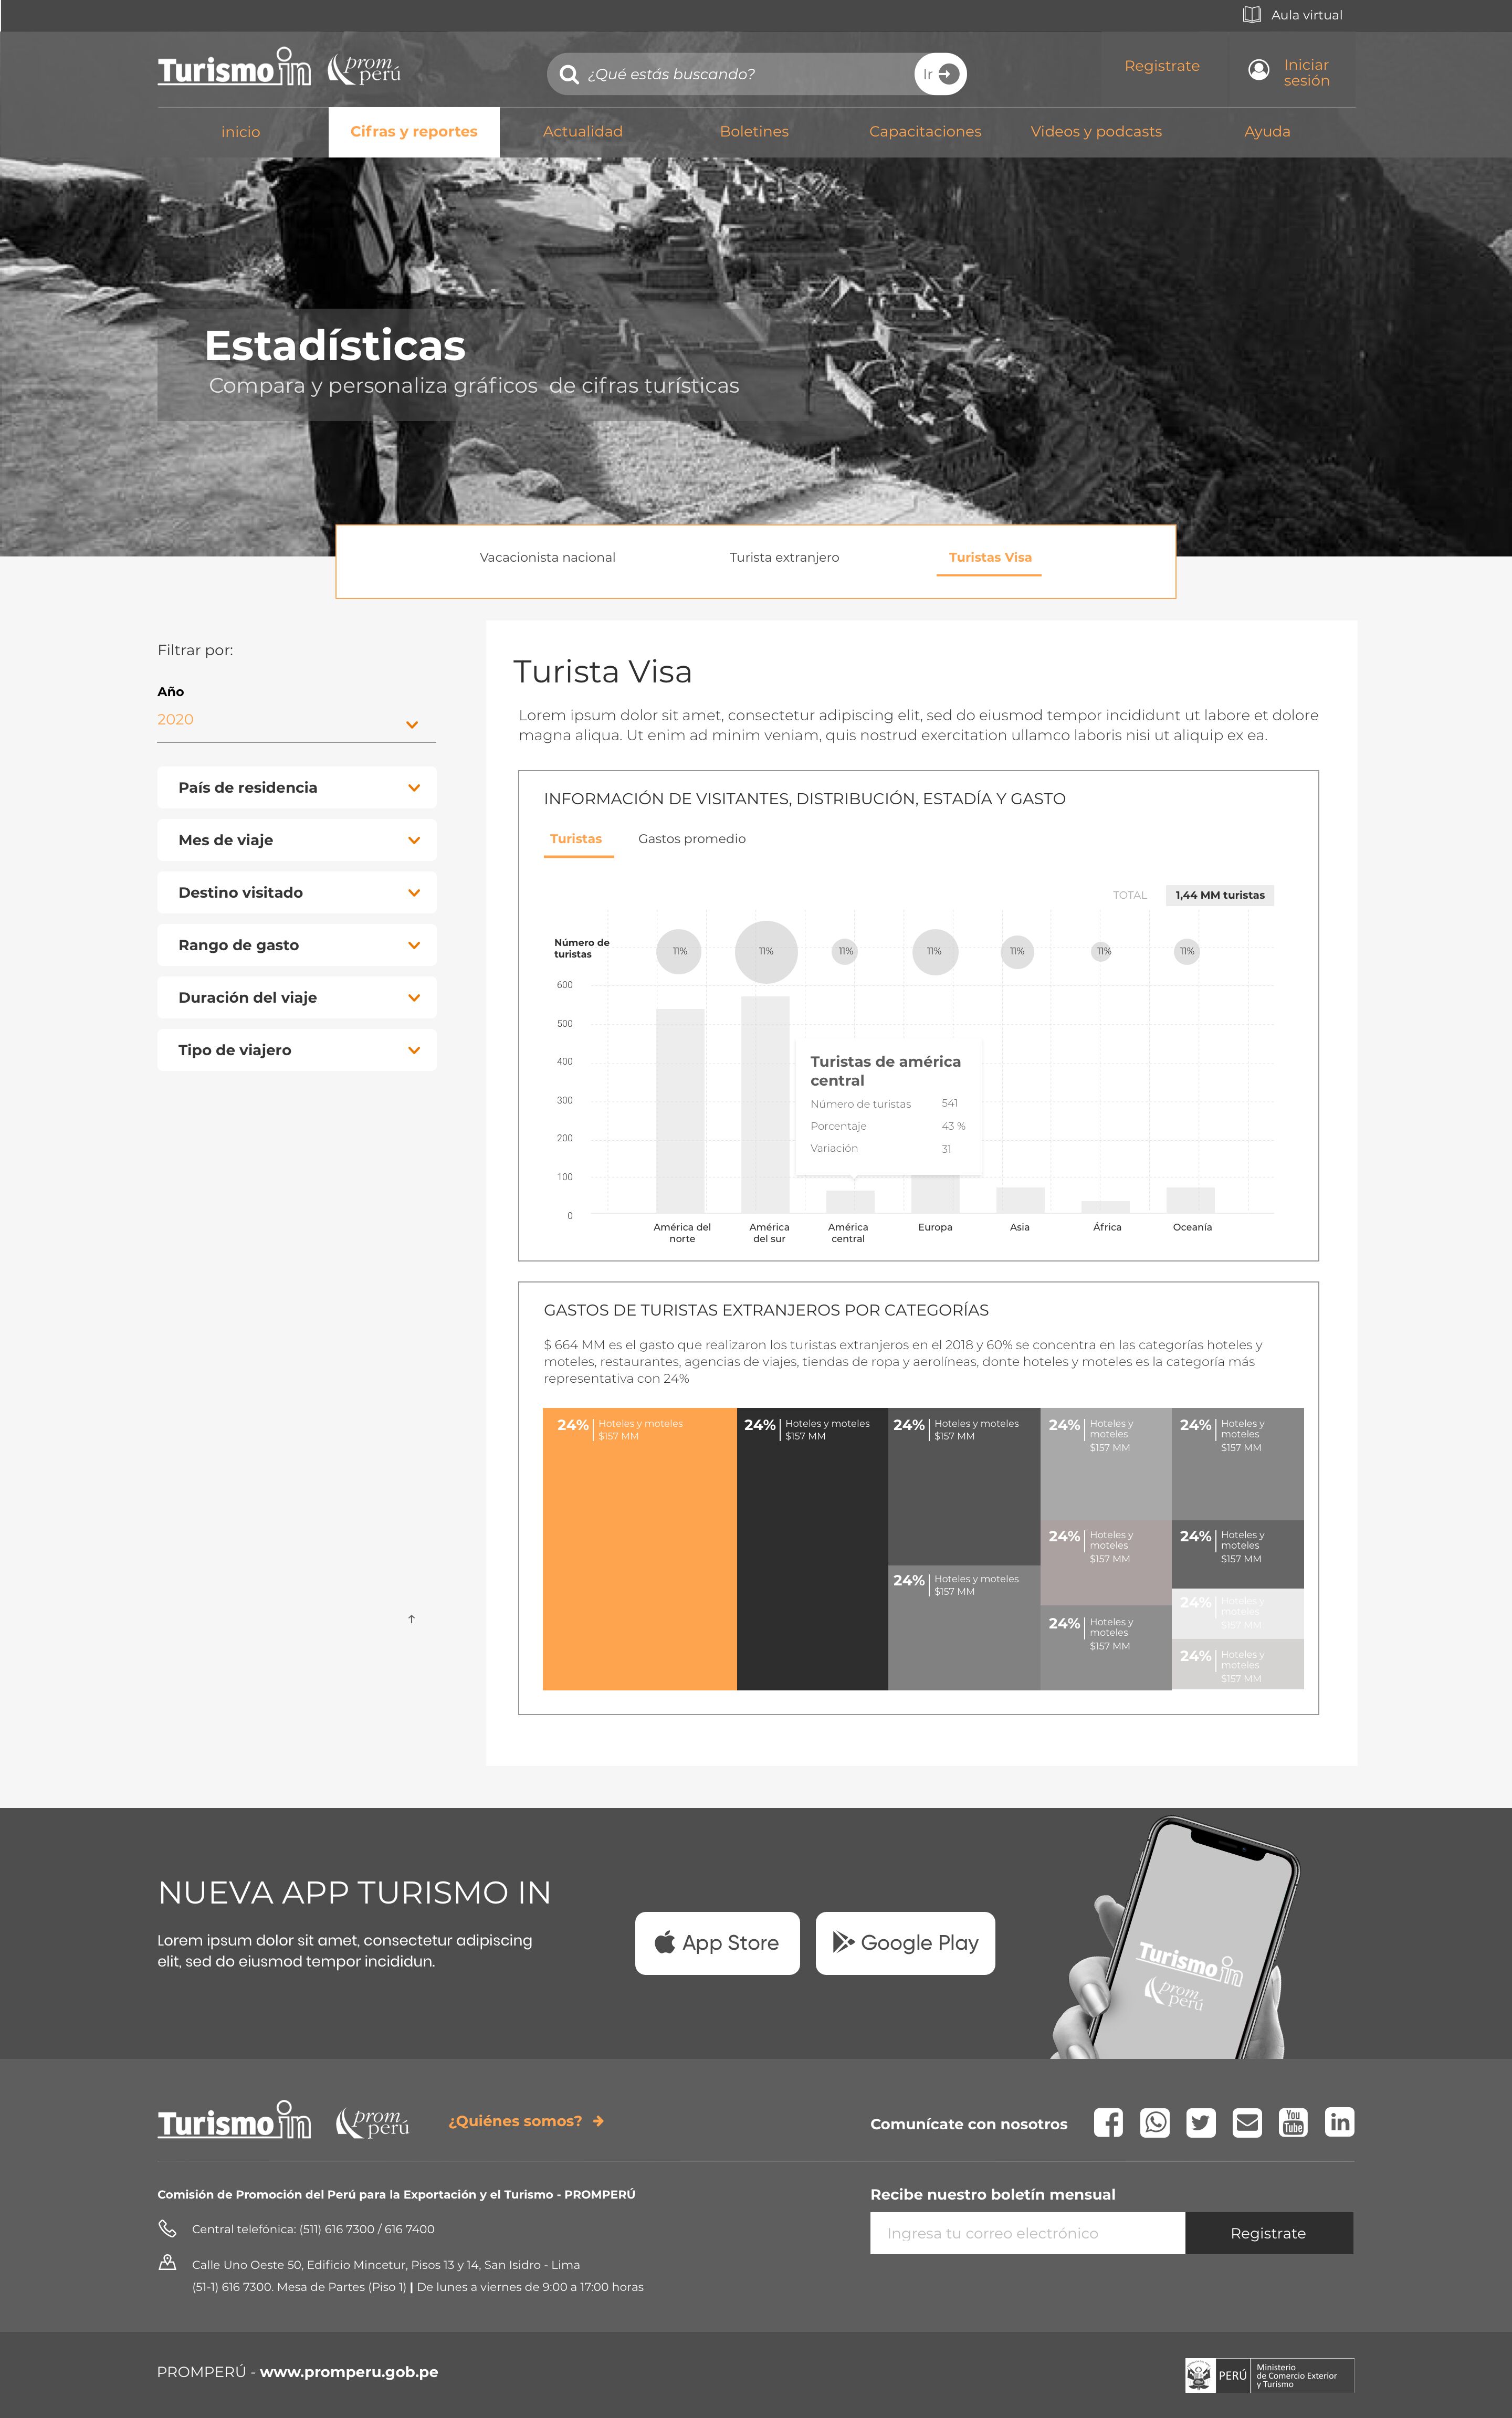 Aula virtual
Turismo in
prom
perú
¿Qué estás buscando?
Ir
Registrate
Iniciar
sesión
inicio
Cifras y reportes
Actualidad
Boletines
Capacitaciones
Videos y podcasts
Ayuda
Estadísticas
Compara y personaliza gráficos de cifras turísticas
Vacacionista nacional
Turista extranjero
Turistas Visa
Filtrar por:
Año
2020
País de residencia
Mes de viaje
Destino visitado
Rango de gasto
Duración del viaje
Tipo de viajero
Turista Visa
Lorem ipsum dolor sit amet, consectetur adipiscing elit, sed do eiusmod tempor incididunt ut labore et dolore
magna aliqua. Ut enim ad minim veniam, quis nostrud exercitation ullamco laboris nisi ut aliquip ex ea.
INFORMACIÓN DE VISITANTES, DISTRIBUCIÓN, ESTADÍA Y GASTO
Turistas
Gastos promedio
TOTAL
1,44 MM turistas
Número de
turistas
11%
11%
11%
11%
11%
11%
11%
600
500
400
300
200
100
0
Turistas de américa
central
Número de turistas 541
Porcentaje 43 %
Variación 31
América del
norte
América
del sur
América
central
Europa
Asia
África
Oceanía
GASTOS DE TURISTAS EXTRANJEROS POR CATEGORÍAS
$ 664 MM es el gasto que realizaron los turistas extranjeros en el 2018 y 60% se concentra en las categorías hoteles y
moteles, restaurantes, agencias de viajes, tiendas de ropa y aerolíneas, donte hoteles y moteles es la categoría más
representativa con 24%
24% Hoteles y moteles
$157 MM
24% Hoteles y moteles
$157 MM
24% Hoteles y moteles
$157 MM
24% Hoteles y moteles
$157 MM
24% Hoteles y
moteles
$157 MM
24% Hoteles y
moteles
$157 MM
24% Hoteles y
moteles
$157 MM
24% Hoteles y
moteles
$157 MM
24% Hoteles y
moteles
$157 MM
24% Hoteles y
moteles
$157 MM
24% Hoteles y
moteles
$157 MM
NUEVA APP TURISMO IN
Lorem ipsum dolor sit amet, consectetur adipiscing
elit, sed do eiusmod tempor incididun.
App Store
Google Play
Turismo in
prom
perú
Turismo in
prom
perú
¿Quiénes somos?
Comunícate con nosotros
You
Tube
in
Comisión de Promoción del Perú para la Exportación y el Turismo - PROMPERÚ
Central telefónica: (511) 616 7300 / 616 7400
Calle Uno Oeste 50, Edificio Mincetur, Pisos 13 y 14, San Isidro - Lima
(51-1) 616 7300. Mesa de Partes (Piso 1) | De lunes a viernes de 9:00 a 17:00 horas
Recibe nuestro boletín mensual
Ingresa tu correo electrónico
Registrate
PROMPERÚ - www.promperu.gob.pe
PERÚ
Ministerio
de Comercio Exterior
y Turismo